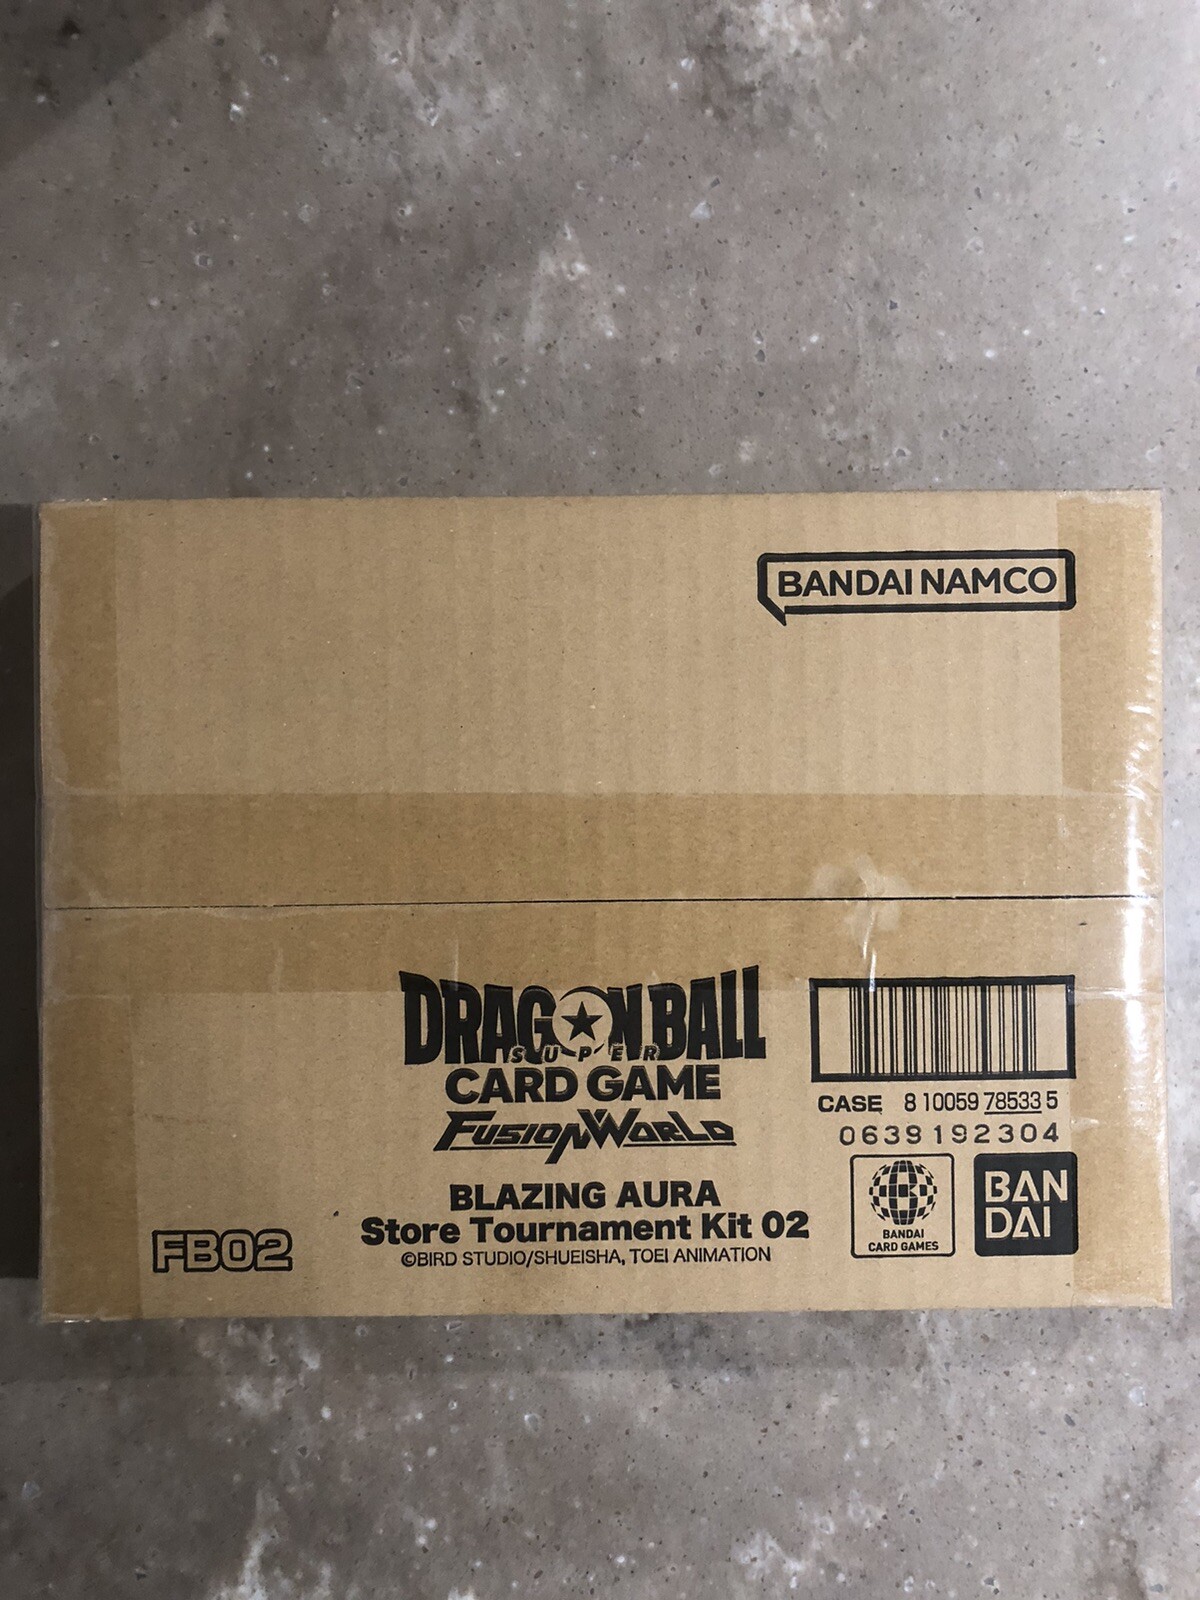 BANDAI NAMCO
DRAGON BALL
SUPER
CARD GAME
FUSION WORLD
CASE 8 10059 78533 5
0639192304
BLAZING AURA
Store Tournament Kit 02
©BIRD STUDIO/SHUEISHA, TOEI ANIMATION
FB02
BANDAI
CARD GAMES
BAN
DAI